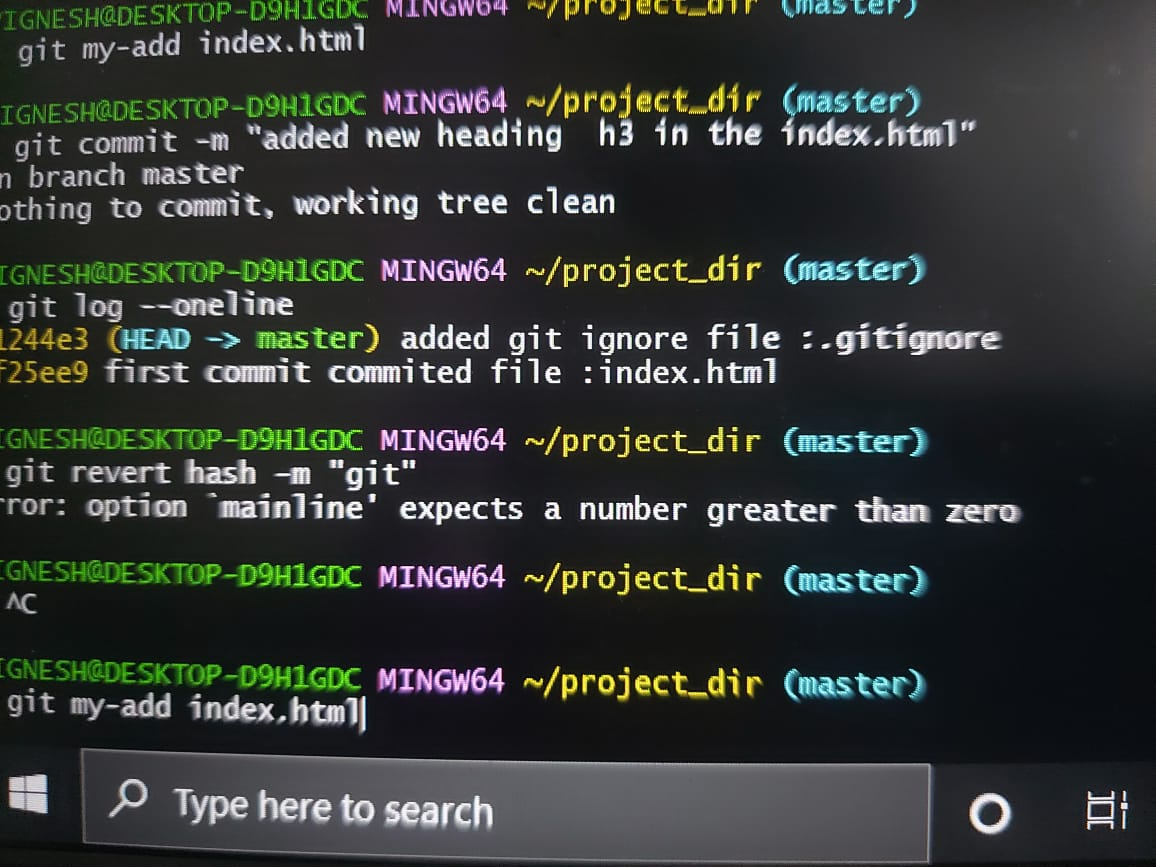 IGNESH@DESKTOP-D9H1GDC MINGW64 ~/project_dir (master)
git my-add index.html
IGNESH@DESKTOP-D9H1GDC MINGW64 ~/project_dir (master)
git commit -m "added new heading  h3 in the index.html"
n branch master
othing to commit, working tree clean
IGNESH@DESKTOP-D9H1GDC MINGW64 ~/project_dir (master)
git log --oneline
1244e3 (HEAD -> master) added git ignore file :.gitignore
f25ee9 first commit commited file :index.html
IGNESH@DESKTOP-D9H1GDC MINGW64 ~/project_dir (master)
git revert hash -m "git"
rror: option `mainline' expects a number greater than zero
IGNESH@DESKTOP-D9H1GDC MINGW64 ~/project_dir (master)
^C
IGNESH@DESKTOP-D9H1GDC MINGW64 ~/project_dir (master)
git my-add index.html
Type here to search